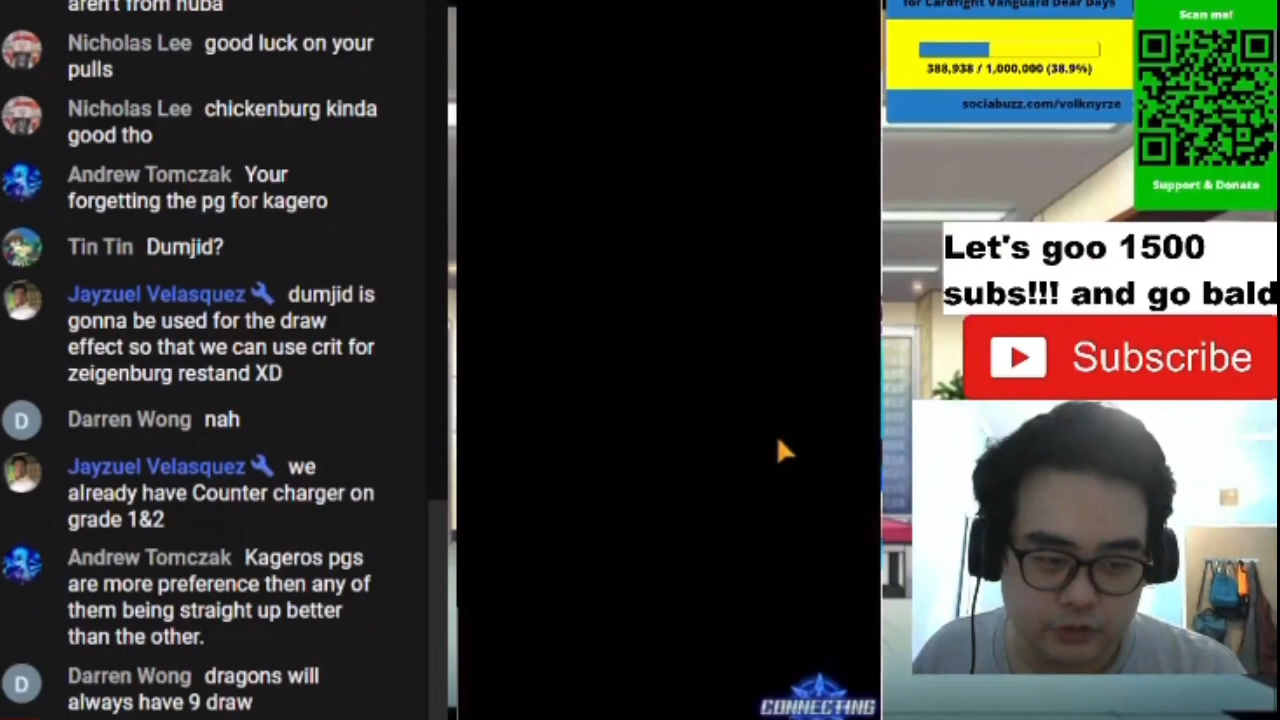 aren't from nuba
Nicholas Lee good luck on your
pulls
Nicholas Lee chickenburg kinda
good tho
Andrew Tomczak Your
forgetting the pg for kagero
Tin Tin Dumjid?
Jayzuel Velasquez dumjid is
gonna be used for the draw
effect so that we can use crit for
zeigenburg restand XD
D
Darren Wong nah
Jayzuel Velasquez we
already have Counter charger on
grade 1&2
Andrew Tomczak Kageros pgs
are more preference then any of
them being straight up better
than the other.
D
Darren Wong dragons will
always have 9 draw
CONNECTING
for Cardfight Vanguard Dear Days
388,938 / 1,000,000 (38.9%)
sociabuzz.com/volknyrze
Scan me!
Support & Donate
Let's goo 1500
subs!!! and go bald
Subscribe